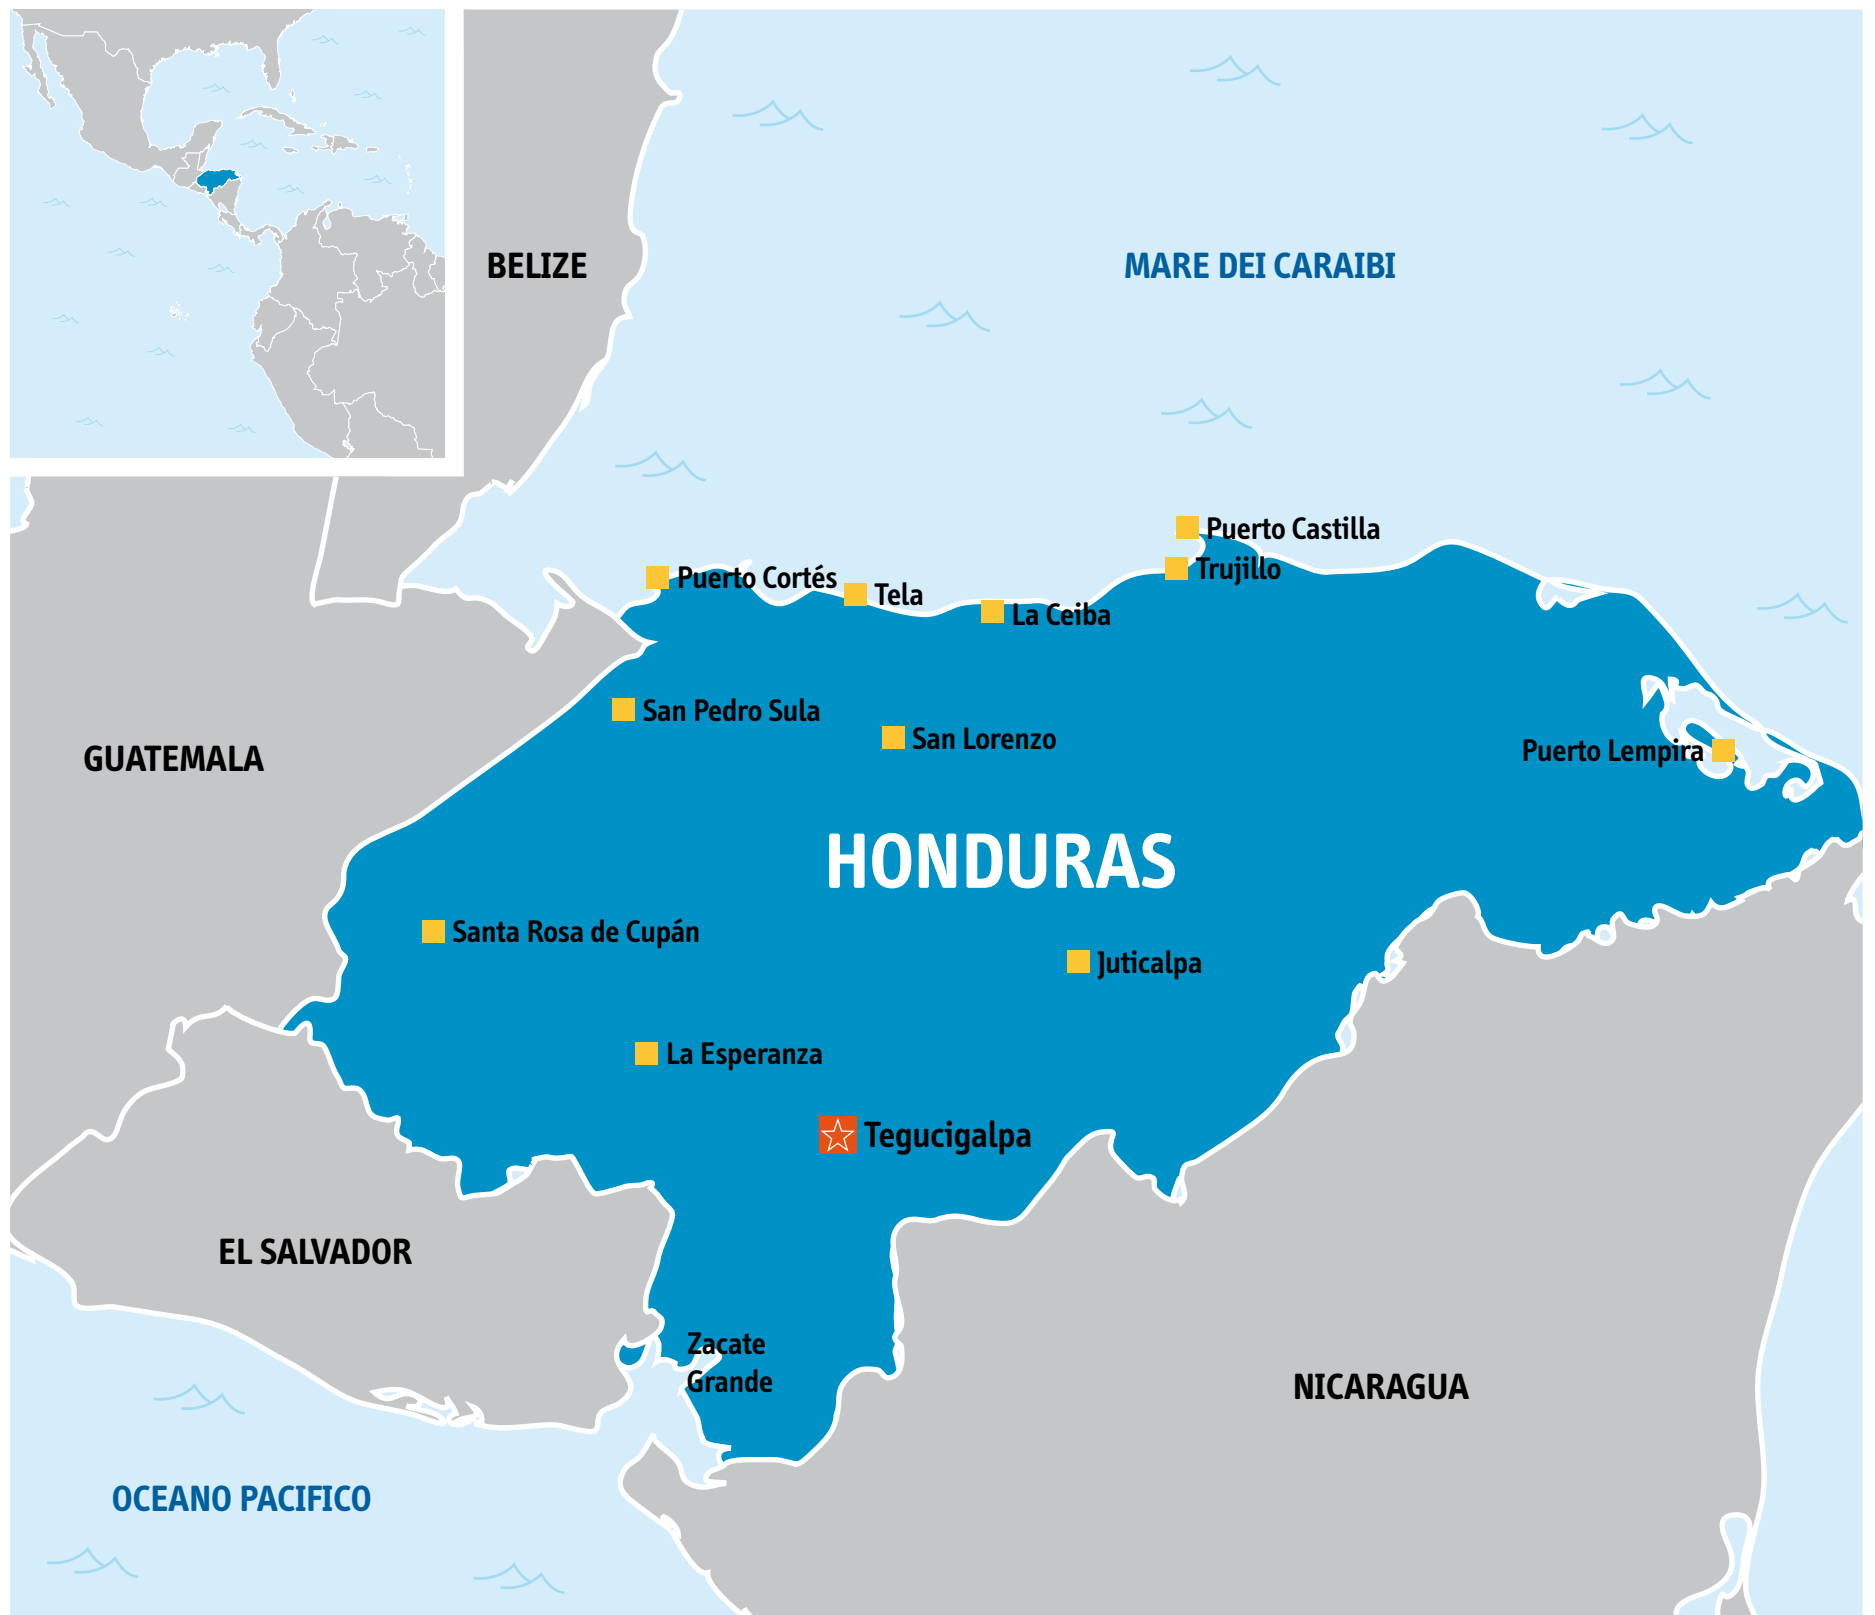 BELIZE
MARE DEI CARAIBI
Puerto Castilla
Trujillo
Puerto Cortés
Tela
La Ceiba
San Pedro Sula
San Lorenzo
Puerto Lempira
GUATEMALA
HONDURAS
Santa Rosa de Cupán
Juticalpa
La Esperanza
Tegucigalpa
EL SALVADOR
Zacate
Grande
NICARAGUA
OCEANO PACIFICO